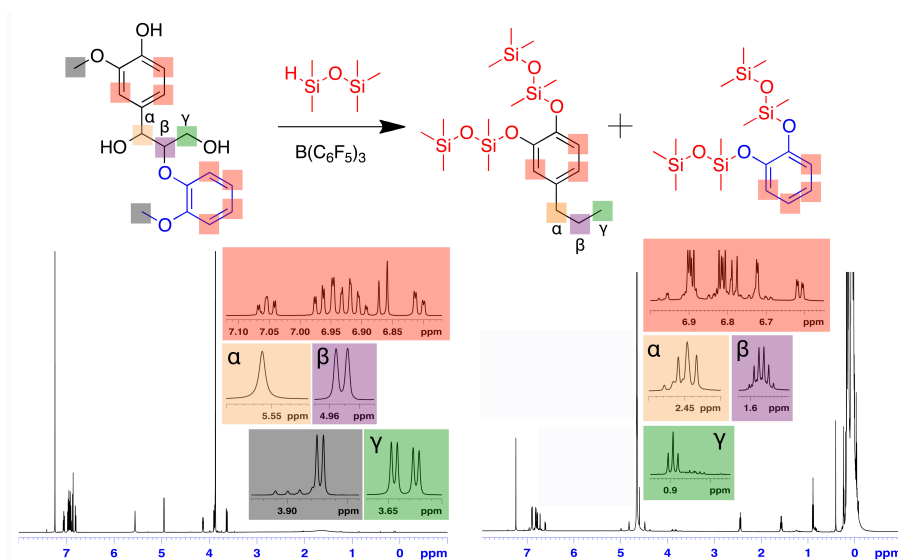 OH
O
α
β
γ
HO
OH
O
O
H
Si
O
Si
B(C6F5)3
Si
O
Si
O
Si
O
Si
O
α
β
γ
+
Si
O
Si
O
Si
O
Si
O
7.10 7.05 7.00 6.95 6.90 6.85 ppm
α
5.55 ppm
β
4.96 ppm
3.90 ppm
γ
3.65 ppm
7 6 5 4 3 2 1 0 ppm
6.9 6.8 6.7 ppm
α
2.45 ppm
β
1.6 ppm
γ
0.9 ppm
7 6 5 4 3 2 1 0 ppm